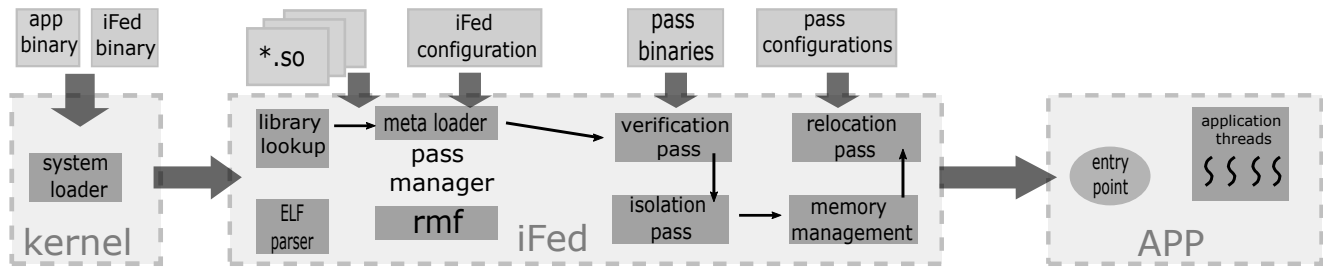 app
binary
iFed
binary
*.so
iFed
configuration
pass
binaries
pass
configurations
system
loader
kernel
library
lookup
meta loader
pass
manager
ELF
parser
rmf
verification
pass
isolation
pass
relocation
pass
memory
management
iFed
entry
point
application
threads
APP